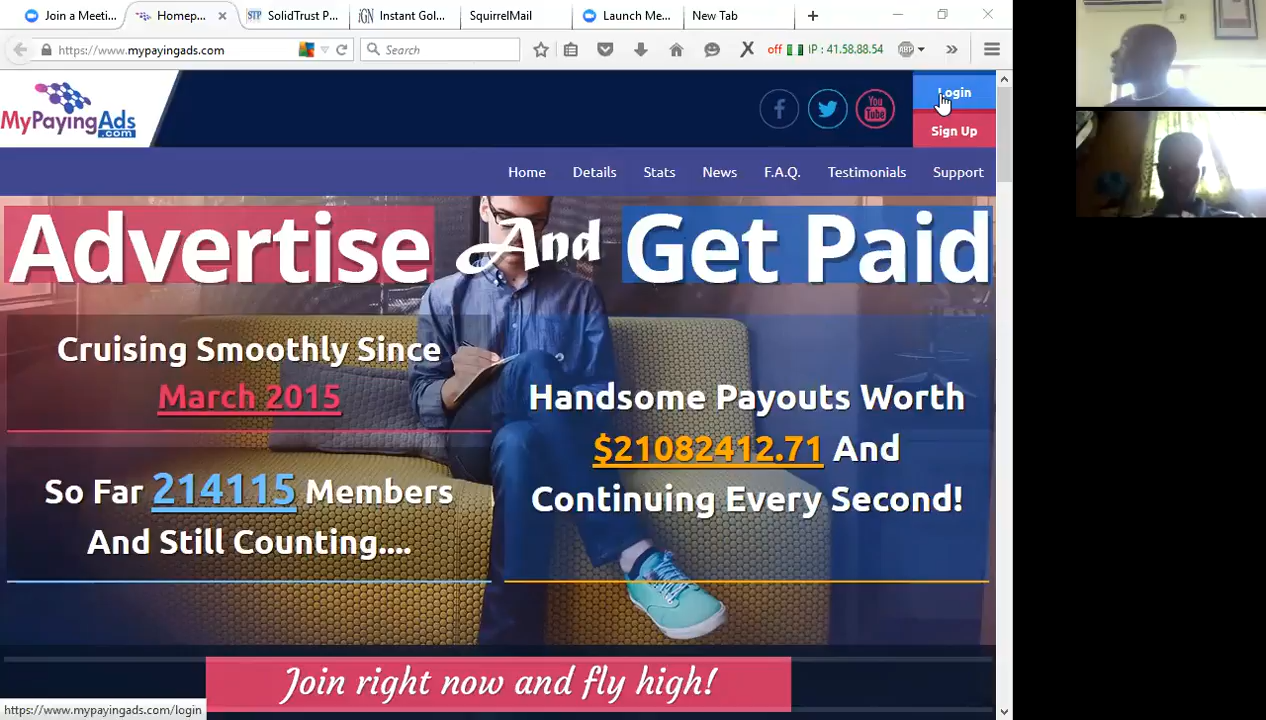 Join a Meeti...
Homep...
SolidTrust P...
Instant Gol...
SquirrelMail
Launch Me...
New Tab
https://www.mypayingads.com
Search
off
IP : 41.58.88.54
ABP
MyPayingAds
.com
You
Tube
Login
Sign Up
Home
Details
Stats
News
F.A.Q.
Testimonials
Support
Advertise And Get Paid
Cruising Smoothly Since
March 2015
So Far 214115 Members
And Still Counting....
Handsome Payouts Worth
$21082412.71 And
Continuing Every Second!
Join right now and fly high!
https://www.mypayingads.com/login